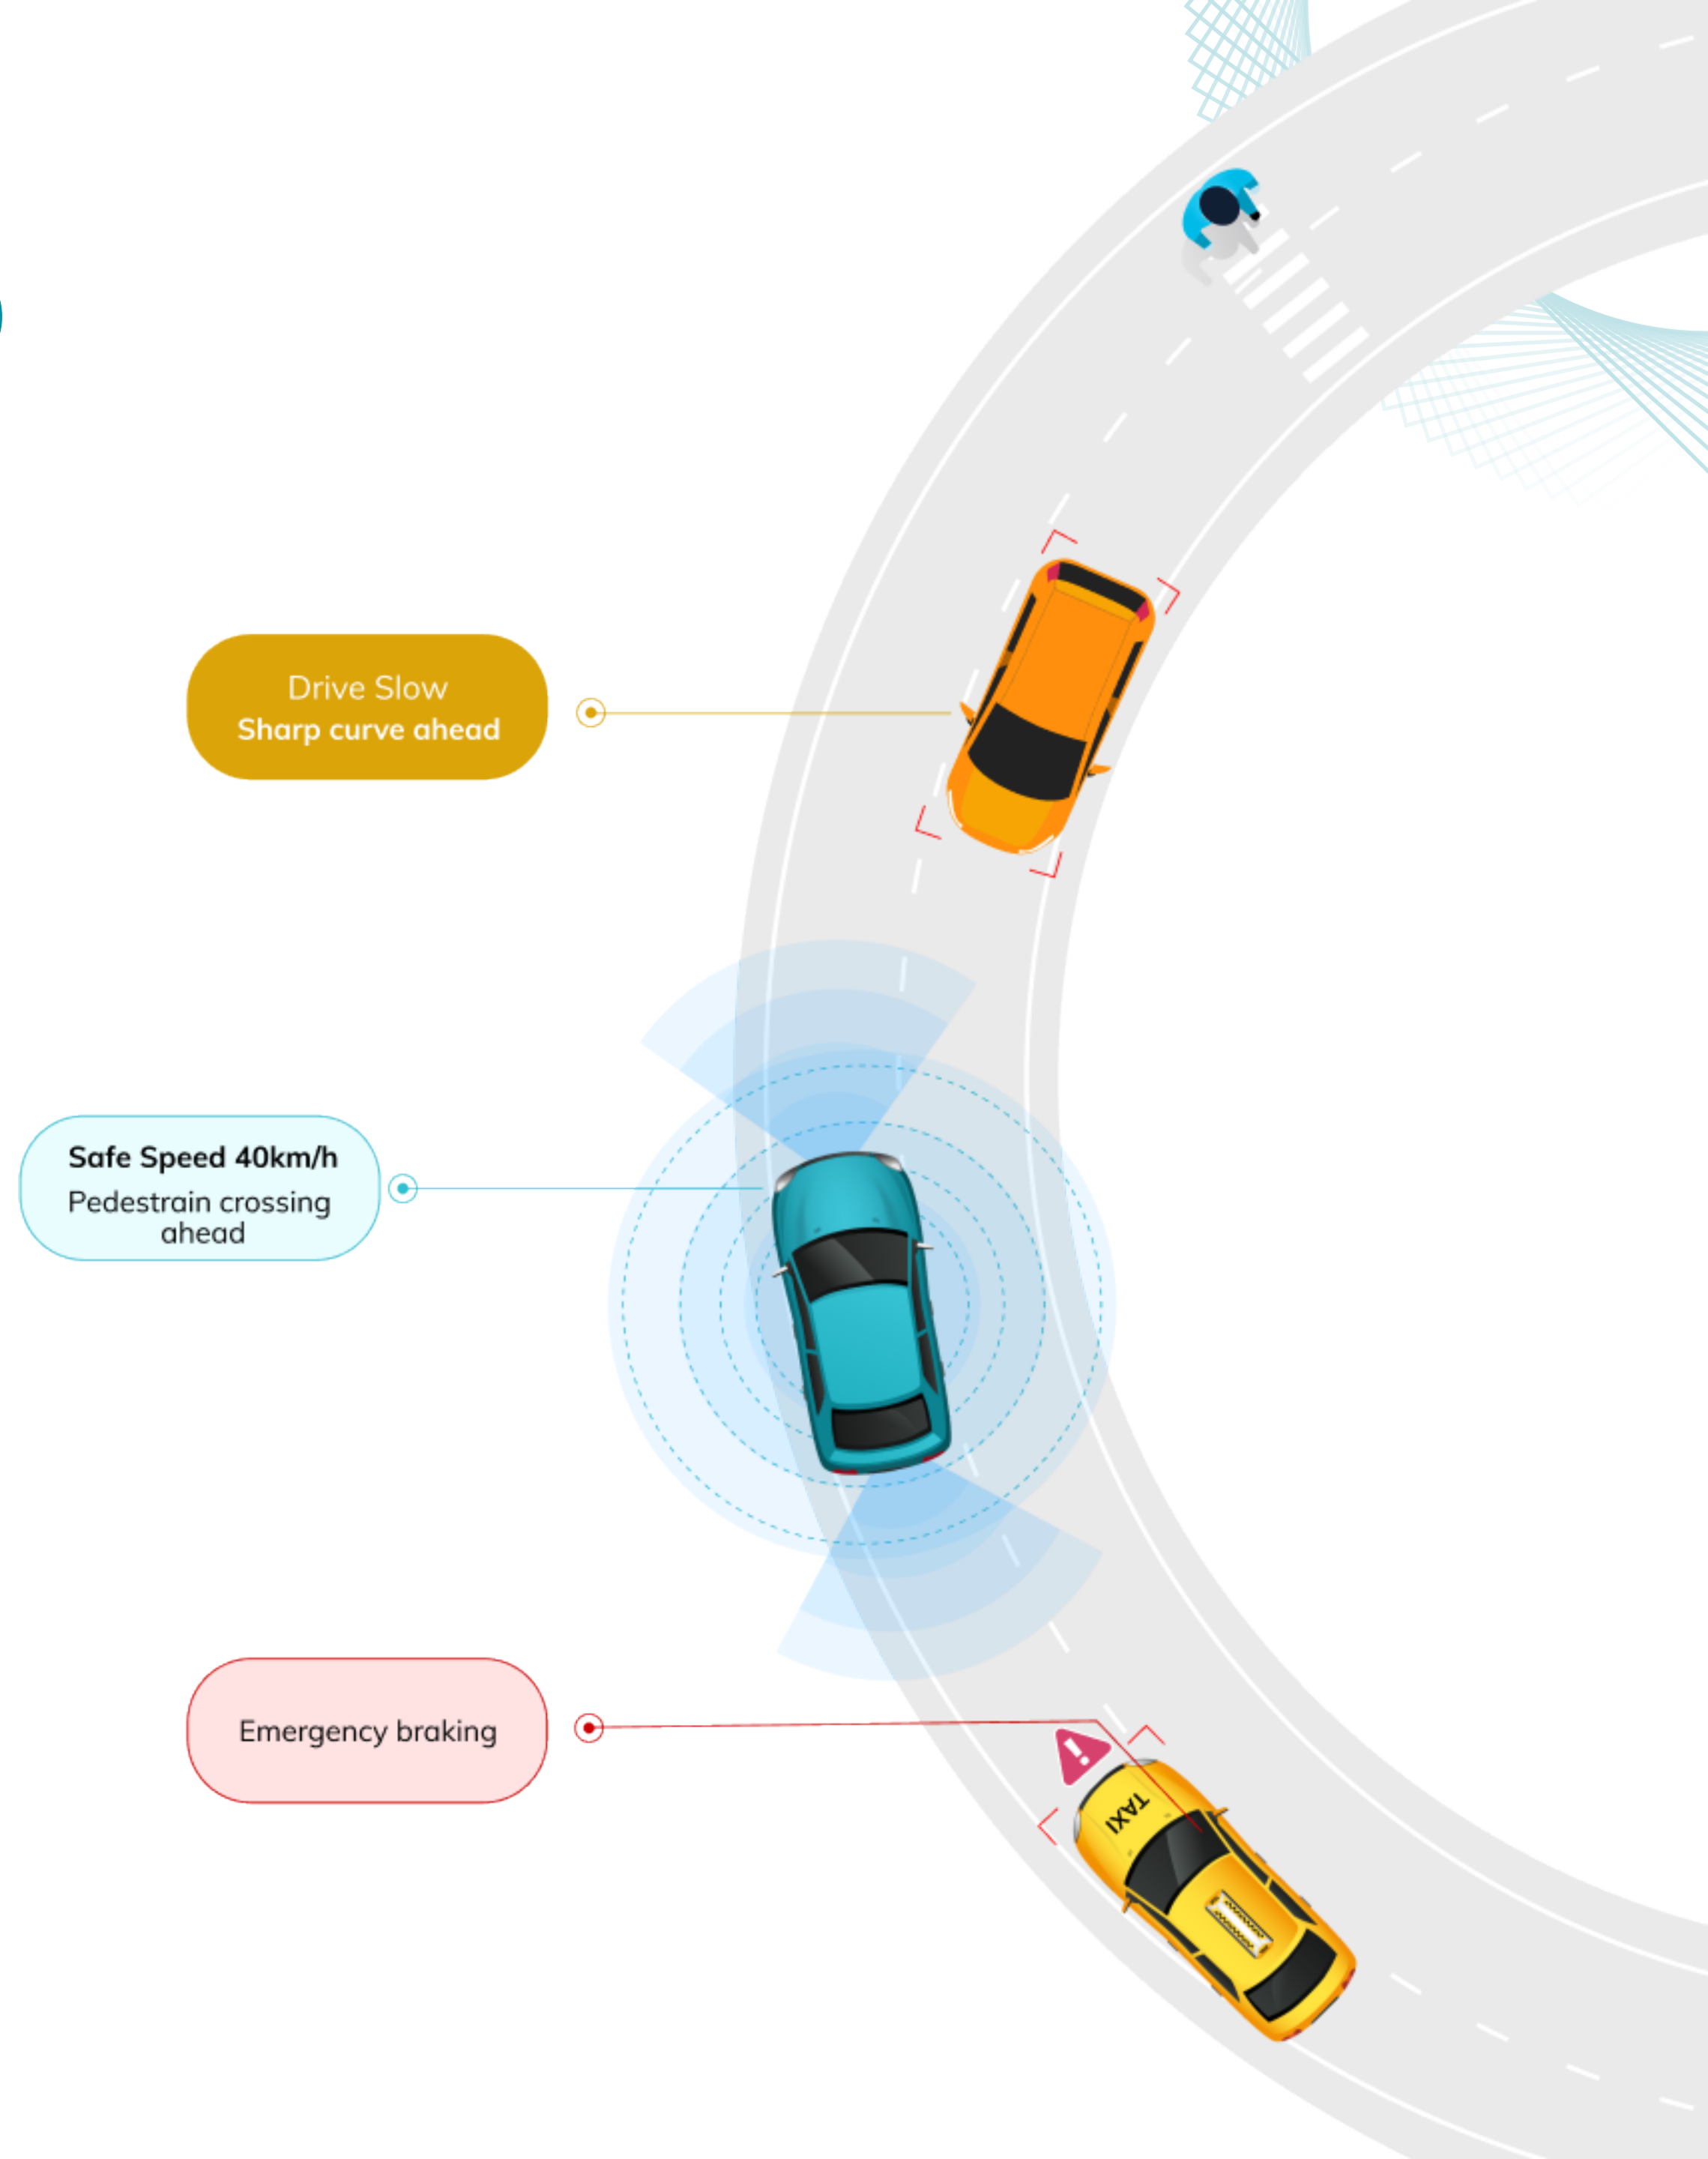 Drive Slow
Sharp curve ahead
Safe Speed 40km/h
Pedestrain crossing
ahead
Emergency braking
TAXI